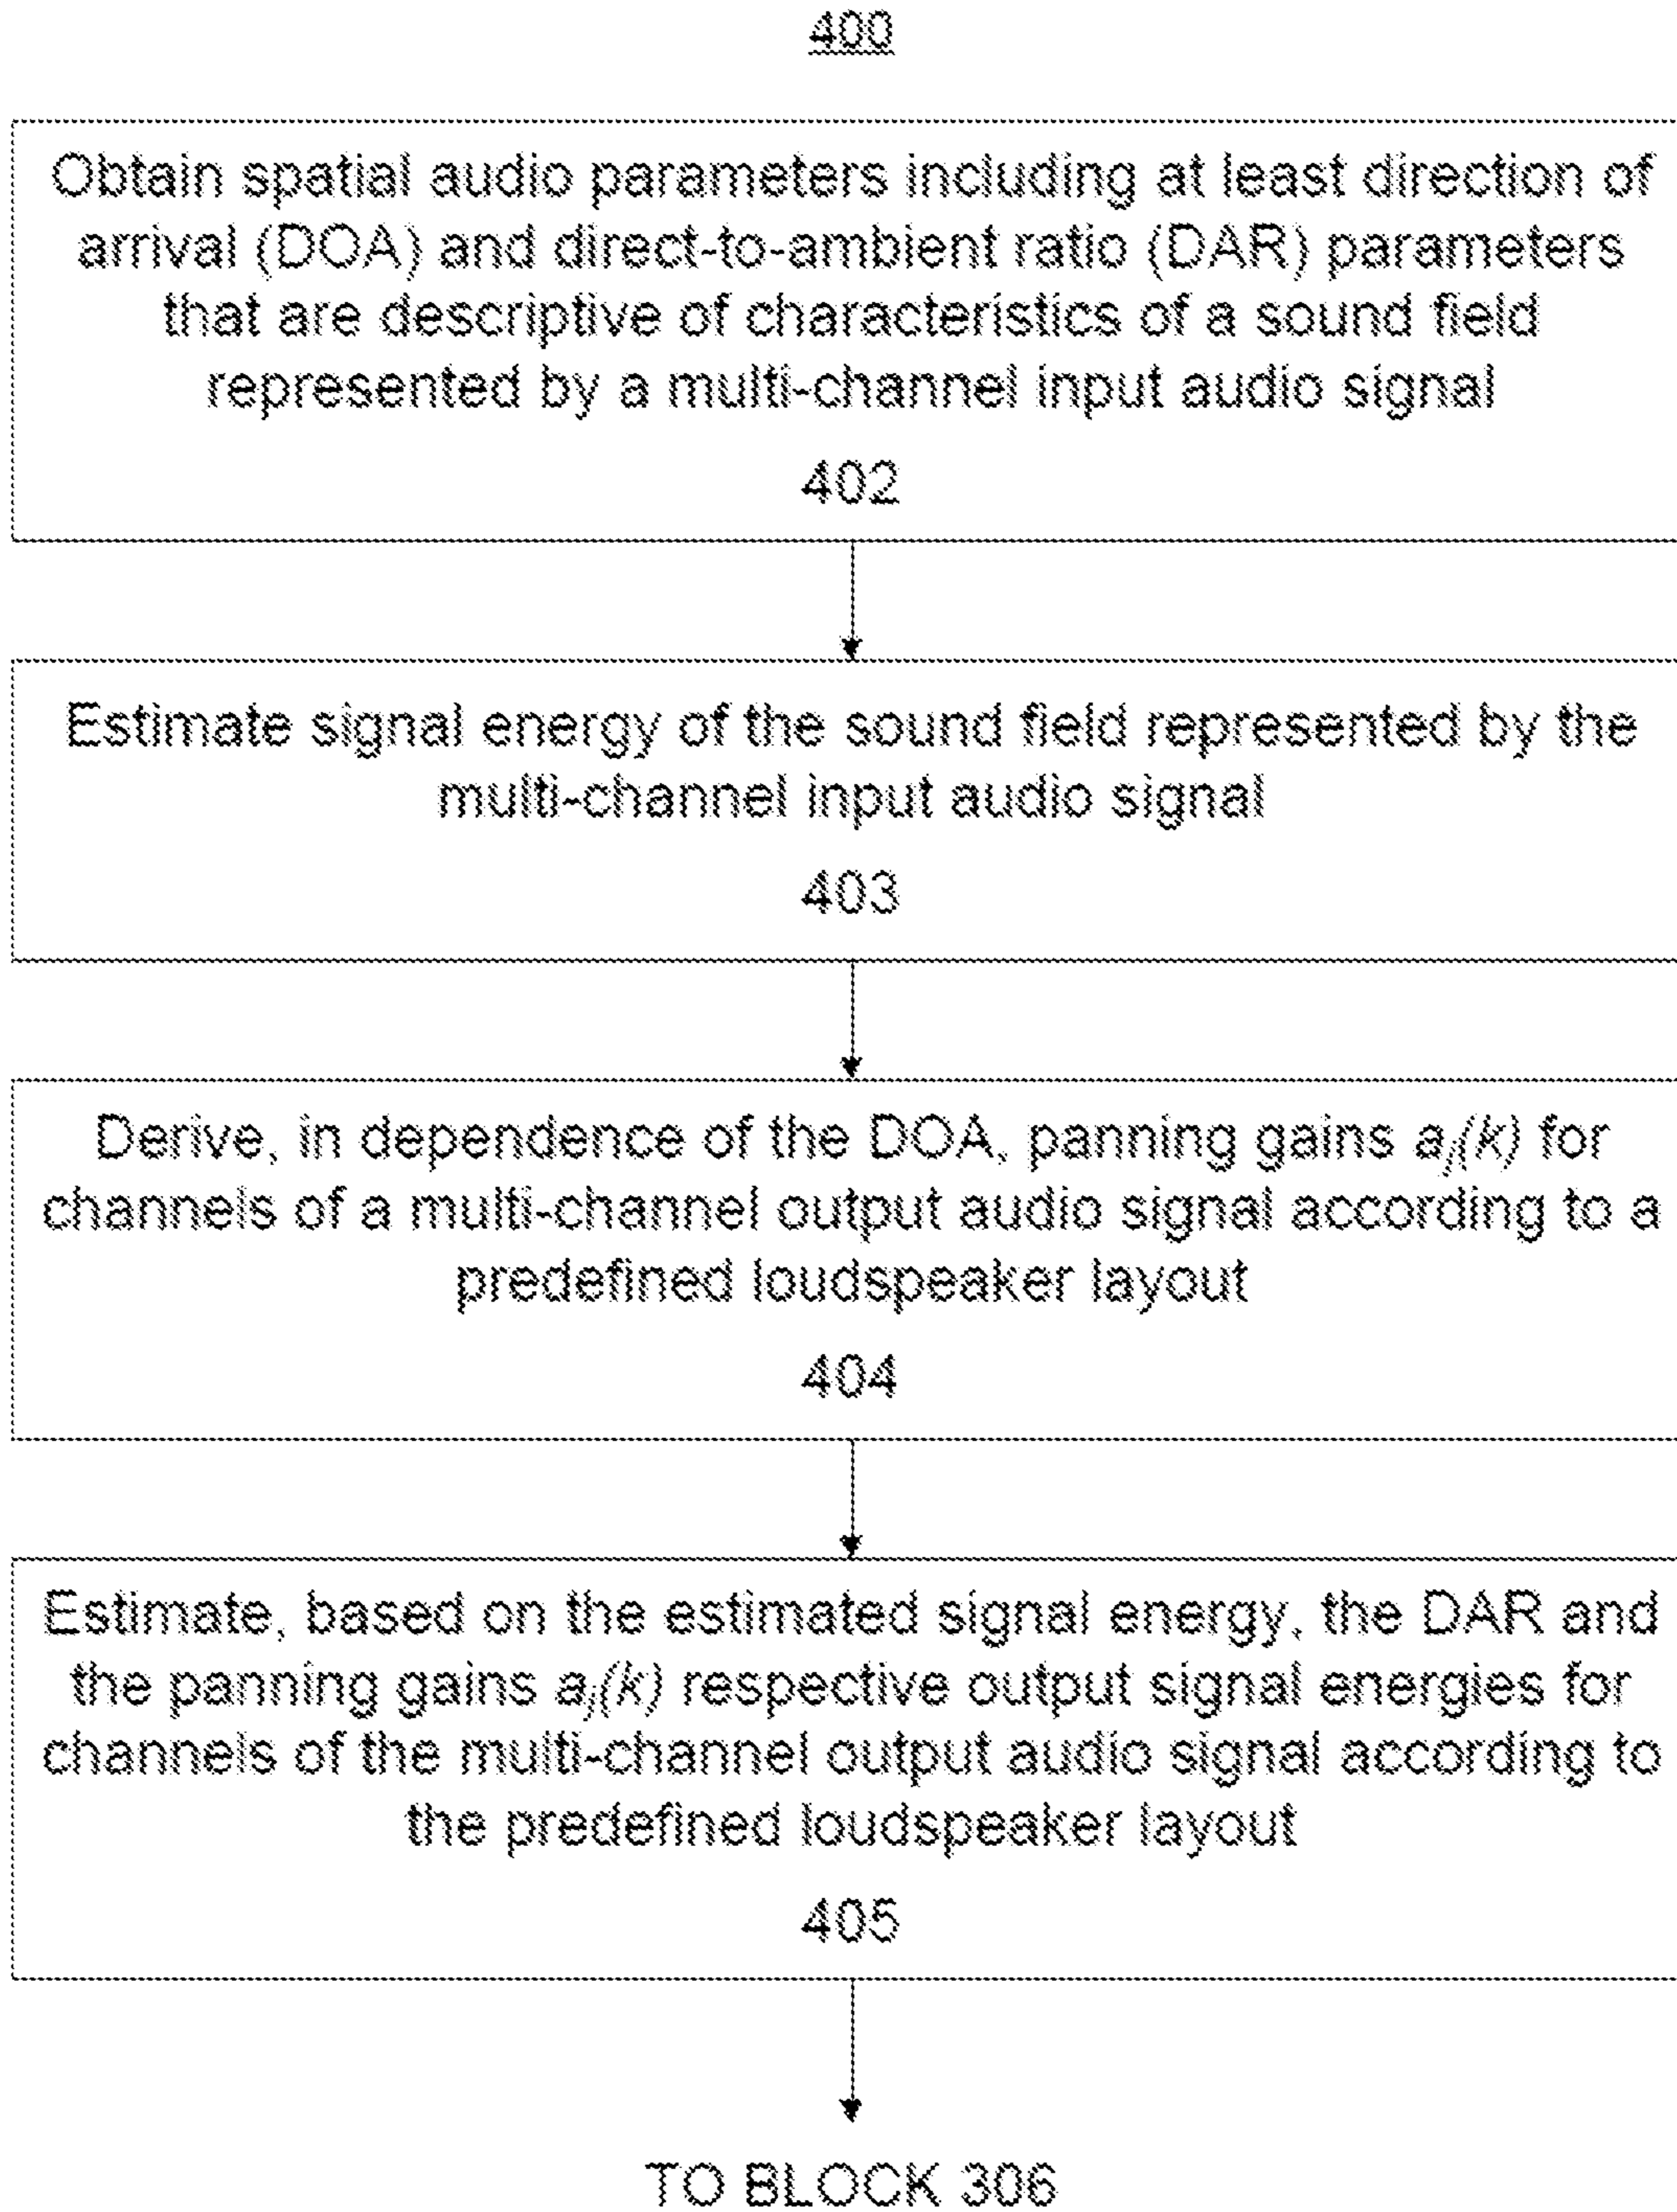 400
Obtain spatial audio parameters including at least direction of
arrival (DOA) and direct-to-ambient ratio (DAR) parameters
that are descriptive of characteristics of a sound field
represented by a multi-channel input audio signal
402
Estimate signal energy of the sound field represented by the
multi-channel input audio signal
403
Derive, in dependence of the DOA, panning gains aⱼ(k) for
channels of a multi-channel output audio signal according to a
predefined loudspeaker layout
404
Estimate, based on the estimated signal energy, the DAR and
the panning gains aⱼ(k) respective output signal energies for
channels of the multi-channel output audio signal according to
the predefined loudspeaker layout
405
TO BLOCK 306